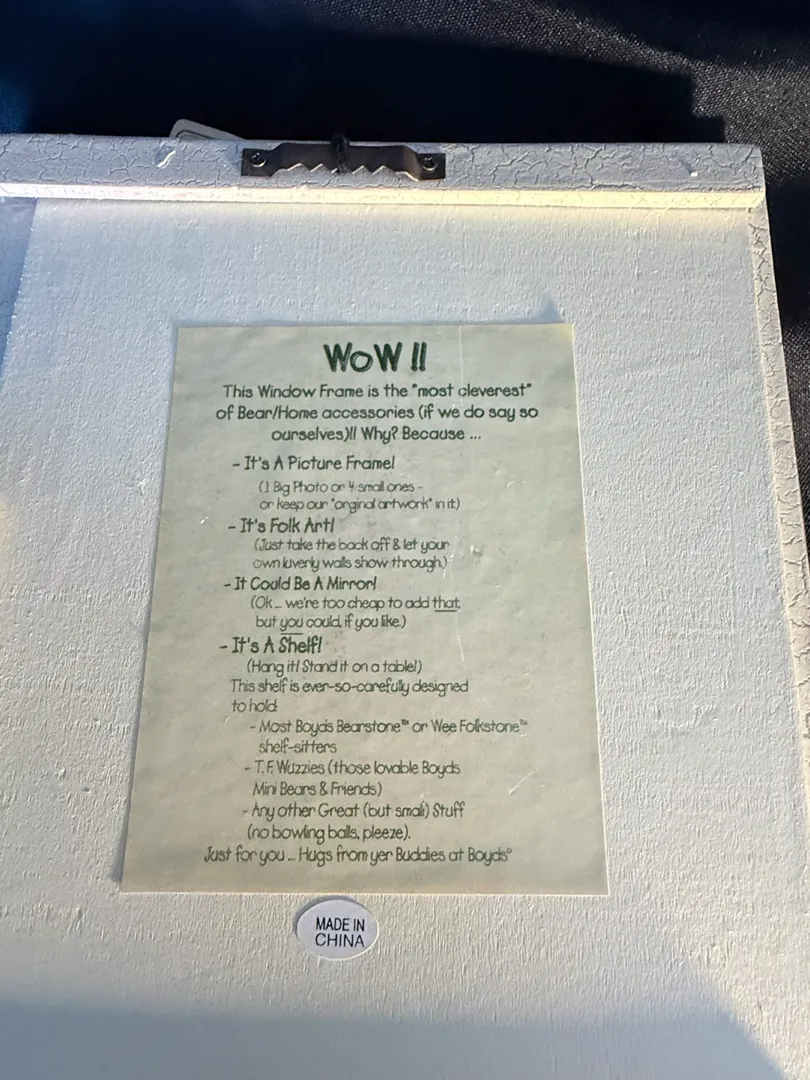 WoW !!
This Window Frame is the "most cleverest"
of Bear/Home accessories (if we do say so
ourselves)!! Why? Because ...
- It's A Picture Frame!
(1 Big Photo or 4 small ones -
or keep our "orginal artwork" in it)
- It's Folk Art!
(Just take the back off & let your
own luverly walls show through.)
- It Could Be A Mirror!
(Ok... we're too cheap to add that,
but you could, if you like.)
- It's A Shelf!
(Hang it! Stand it on a table!)
This shelf is ever-so-carefully designed
to hold:
- Most Boyds Bearstone™ or Wee Folkstone™
shelf-sitters
- T.F. Wuzzies (those lovable Boyds
Mini Bears & Friends)
- Any other Great (but small) Stuff
(no bowling balls, pleeze).
Just for you ... Hugs from yer Buddies at Boyds®
MADE IN
CHINA